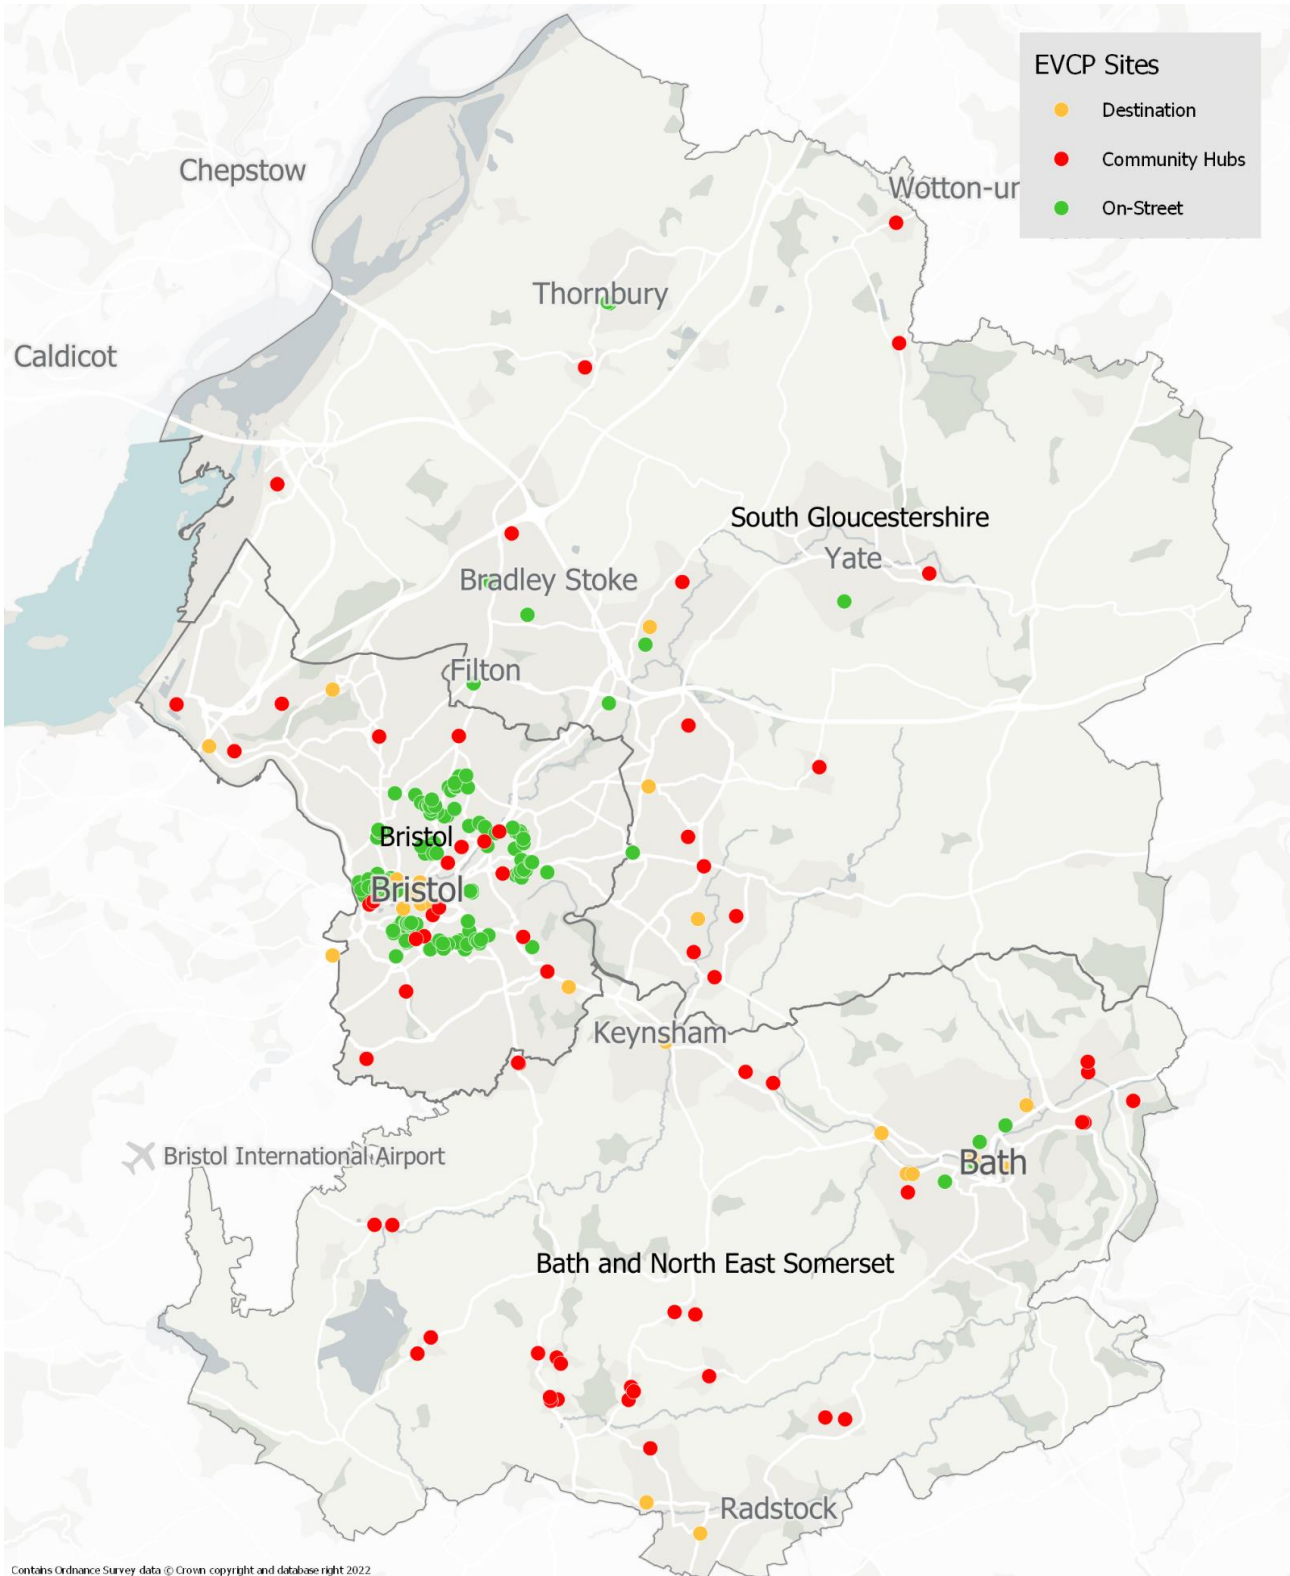 EVCP Sites
Destination
Community Hubs
On-Street
Chepstow
Wotton-un
Thornbury
Caldicot
South Gloucestershire
Yate
Bradley Stoke
Filton
Bristol
Bristol
Keynsham
Bristol International Airport
Bath
Bath and North East Somerset
Radstock
Contains Ordnance Survey data © Crown copyright and database right 2022